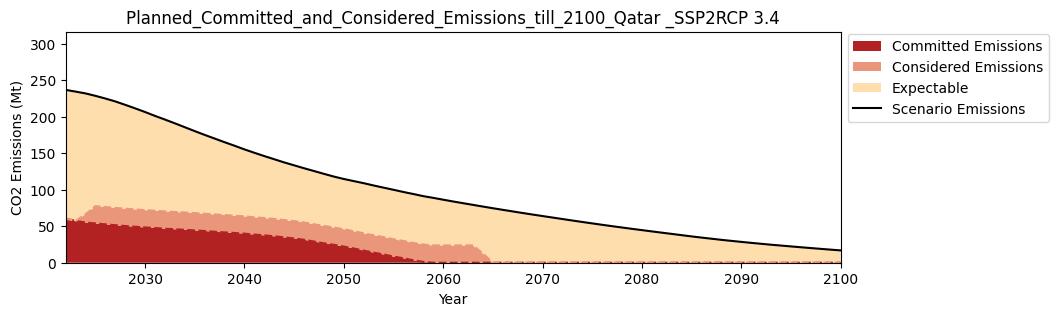 Planned_Committed_and_Considered_Emissions_till_2100_Qatar _SSP2RCP 3.4
CO2 Emissions (Mt)
300
250
200
150
100
50
0
2030 2040 2050 2060 2070 2080 2090 2100
Year
Committed Emissions
Considered Emissions
Expectable
Scenario Emissions